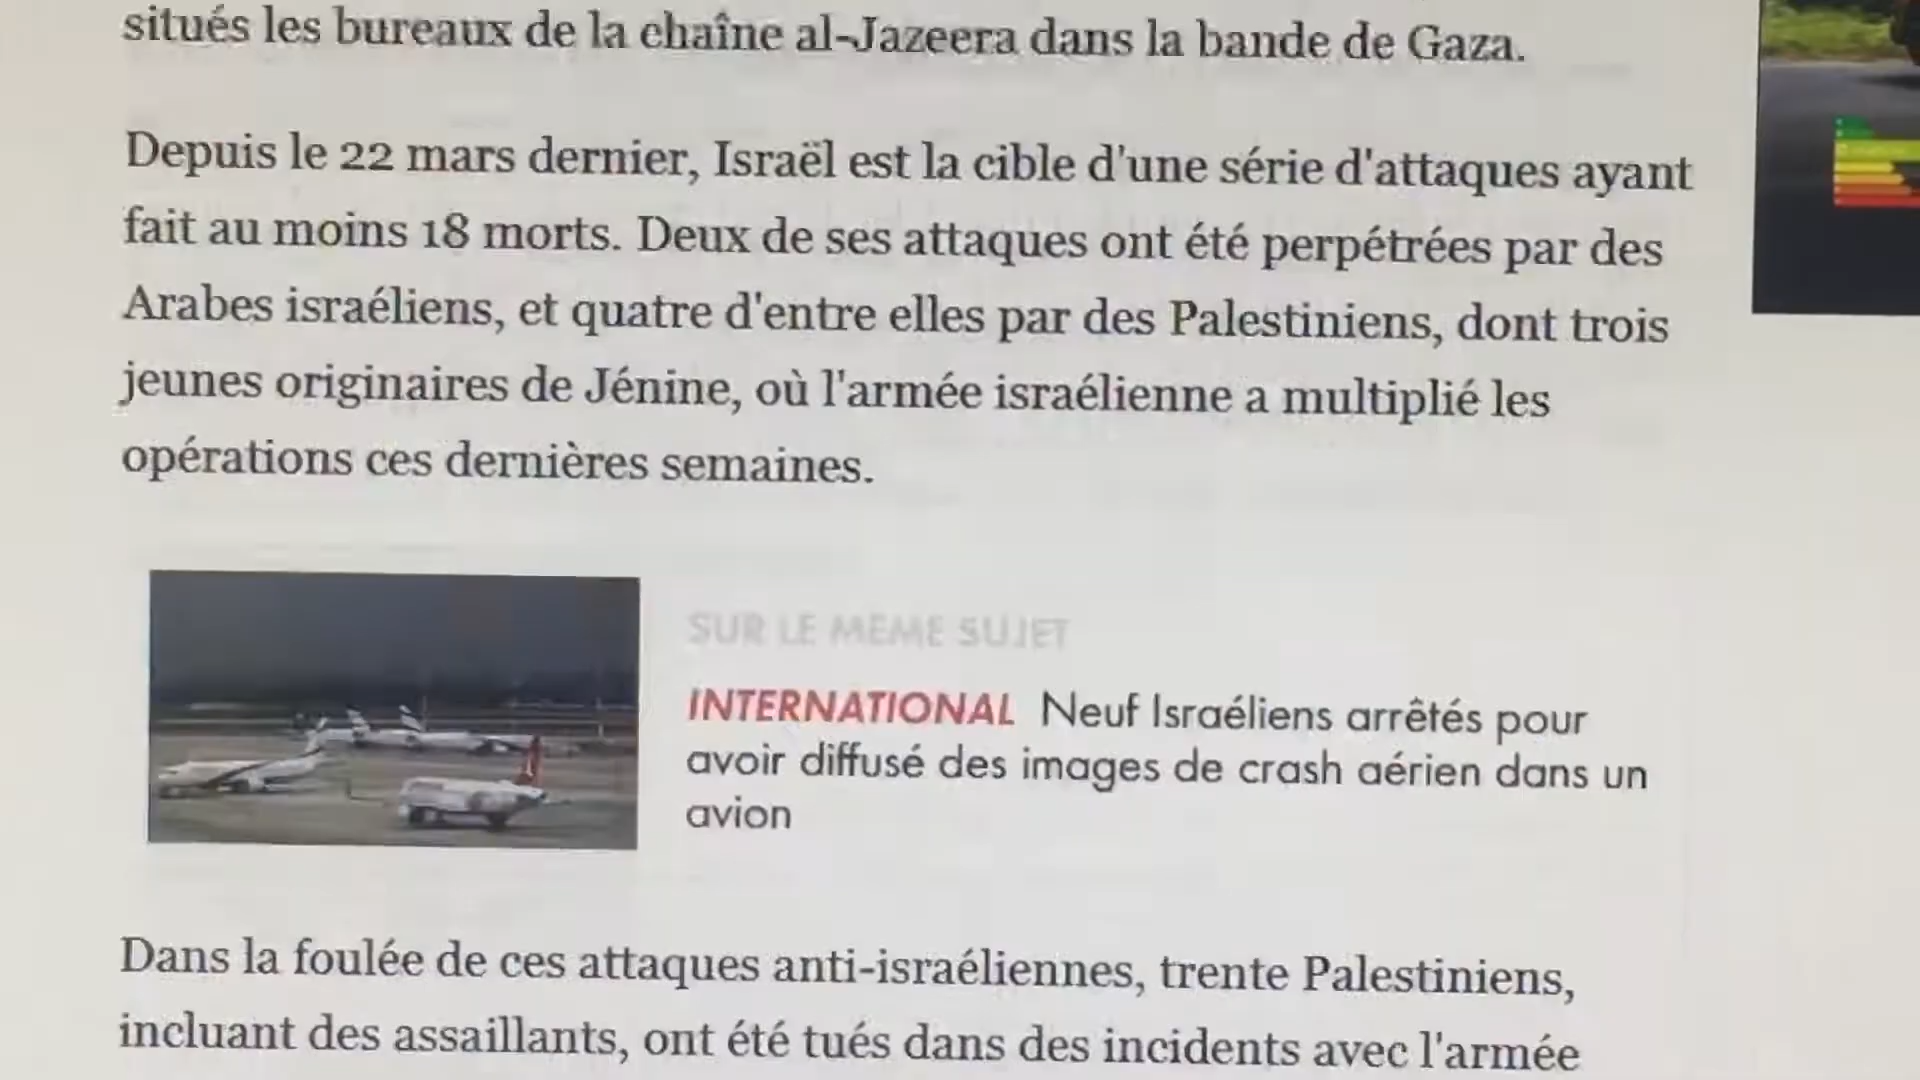 situés les bureaux de la chaîne al-Jazeera dans la bande de Gaza.
Depuis le 22 mars dernier, Israël est la cible d'une série d'attaques ayant
fait au moins 18 morts. Deux de ses attaques ont été perpétrées par des
Arabes israéliens, et quatre d'entre elles par des Palestiniens, dont trois
jeunes originaires de Jénine, où l'armée israélienne a multiplié les
opérations ces dernières semaines.
SUR LE MÊME SUJET
INTERNATIONAL Neuf Israéliens arrêtés pour
avoir diffusé des images de crash aérien dans un
avion
Dans la foulée de ces attaques anti-israéliennes, trente Palestiniens,
incluant des assaillants, ont été tués dans des incidents avec l'armée